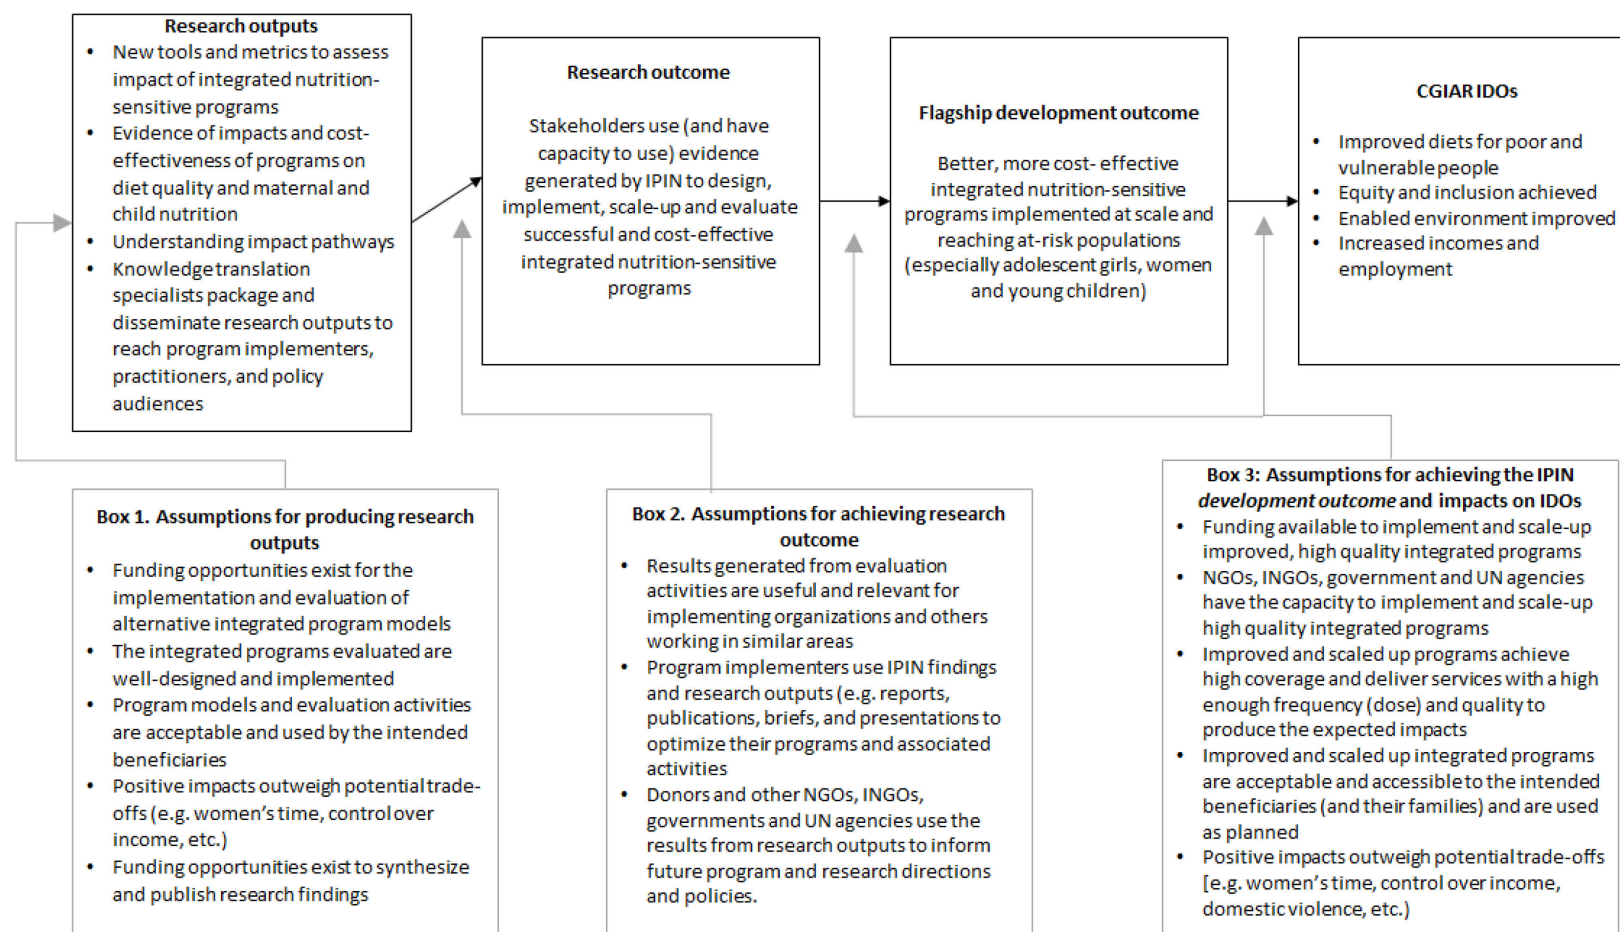 Research outputs
• New tools and metrics to assess
impact of integrated nutrition-
sensitive programs
• Evidence of impacts and cost-
effectiveness of programs on
diet quality and maternal and
child nutrition
• Understanding impact pathways
• Knowledge translation
specialists package and
disseminate research outputs to
reach program implementers,
practitioners, and policy
audiences
Research outcome
Stakeholders use (and have
capacity to use) evidence
generated by IPIN to design,
implement, scale-up and evaluate
successful and cost-effective
integrated nutrition-sensitive
programs
Flagship development outcome
Better, more cost- effective
integrated nutrition-sensitive
programs implemented at scale and
reaching at-risk populations
(especially adolescent girls, women
and young children)
CGIAR IDOs
• Improved diets for poor and
vulnerable people
• Equity and inclusion achieved
• Enabled environment improved
• Increased incomes and
employment
Box 1. Assumptions for producing research
outputs
• Funding opportunities exist for the
implementation and evaluation of
alternative integrated program models
• The integrated programs evaluated are
well-designed and implemented
• Program models and evaluation activities
are acceptable and used by the intended
beneficiaries
• Positive impacts outweigh potential trade-
offs (e.g. women's time, control over
income, etc.)
• Funding opportunities exist to synthesize
and publish research findings
Box 2. Assumptions for achieving research
outcome
• Results generated from evaluation
activities are useful and relevant for
implementing organizations and others
working in similar areas
• Program implementers use IPIN findings
and research outputs (e.g. reports,
publications, briefs, and presentations to
optimize their programs and associated
activities
• Donors and other NGOs, INGOs,
governments and UN agencies use the
results from research outputs to inform
future program and research directions
and policies.
Box 3: Assumptions for achieving the IPIN
development outcome and impacts on IDOs
• Funding available to implement and scale-up
improved, high quality integrated programs
• NGOs, INGOs, government and UN agencies
have the capacity to implement and scale-up
high quality integrated programs
• Improved and scaled up programs achieve
high coverage and deliver services with a high
enough frequency (dose) and quality to
produce the expected impacts
• Improved and scaled up integrated programs
are acceptable and accessible to the intended
beneficiaries (and their families) and are used
as planned
• Positive impacts outweigh potential trade-offs
[e.g. women's time, control over income,
domestic violence, etc.)